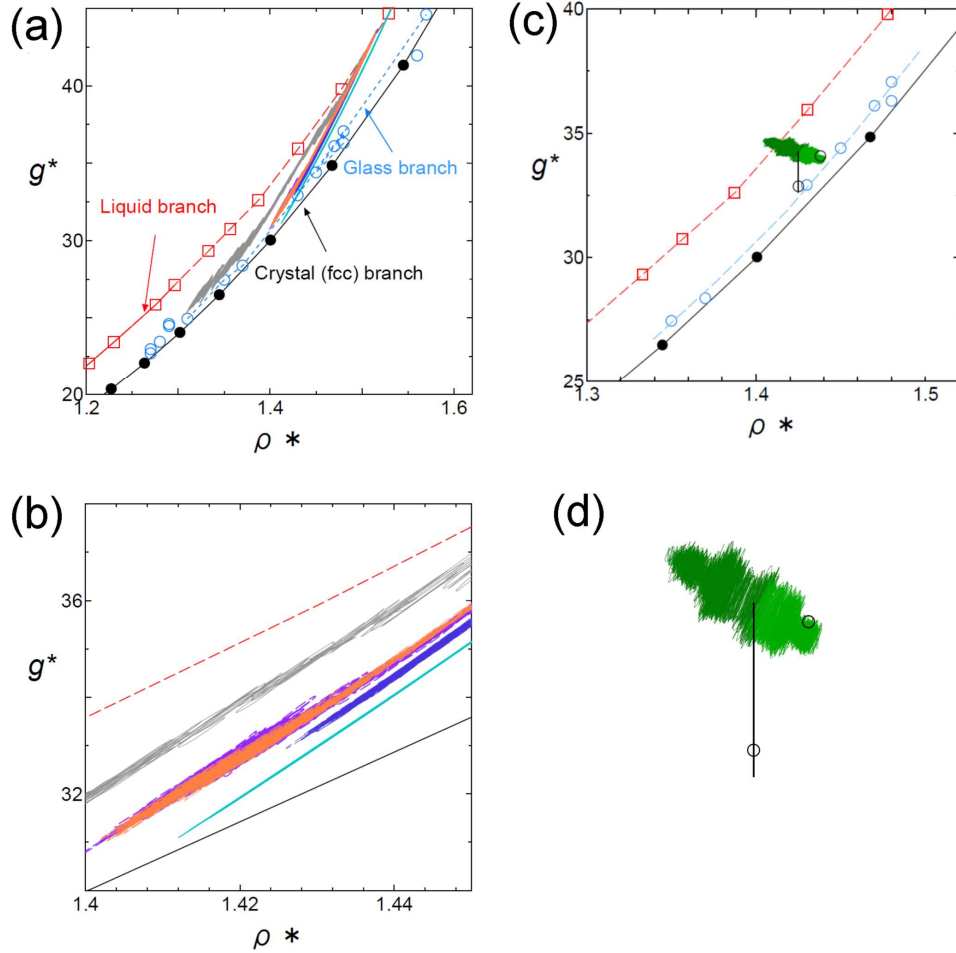 (a)
40
g*
30
20
Liquid branch
Glass branch
Crystal (fcc) branch
1.2
1.4
1.6
ρ *
(c)
40
35
g*
30
25
1.3
1.4
1.5
ρ *
(b)
36
g*
32
1.4
1.42
1.44
ρ *
(d)